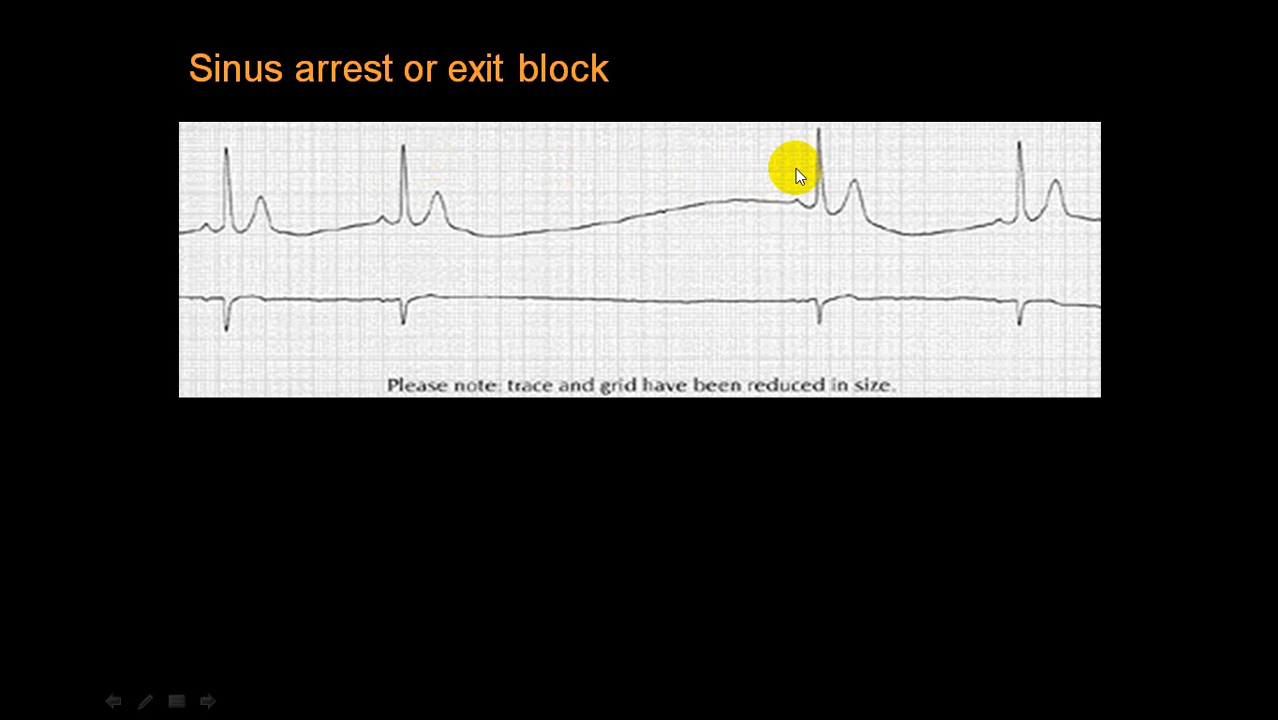 Sinus arrest or exit block
Please note: trace and grid have been reduced in size.